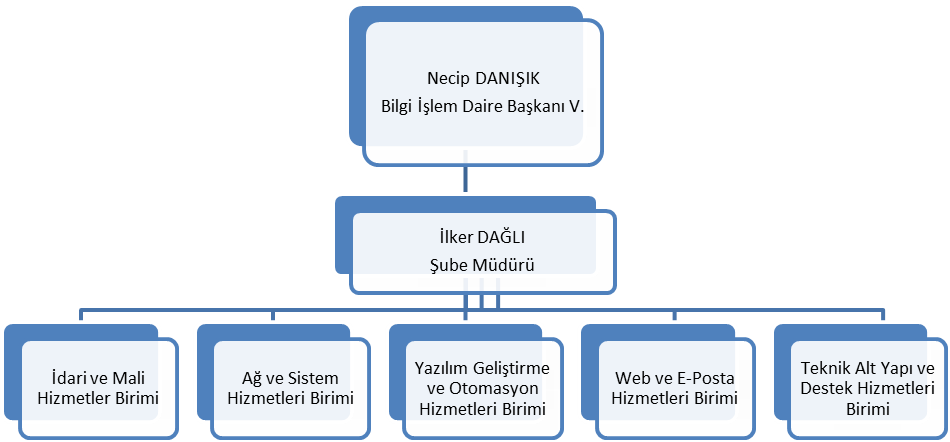 Necip DANIŞIK
Bilgi İşlem Daire Başkanı V.
İlker DAĞLI
Şube Müdürü
İdari ve Mali
Hizmetler Birimi
Ağ ve Sistem
Hizmetleri Birimi
Yazılım Geliştirme
ve Otomasyon
Hizmetleri Birimi
Web ve E-Posta
Hizmetleri Birimi
Teknik Alt Yapı ve
Destek Hizmetleri
Birimi